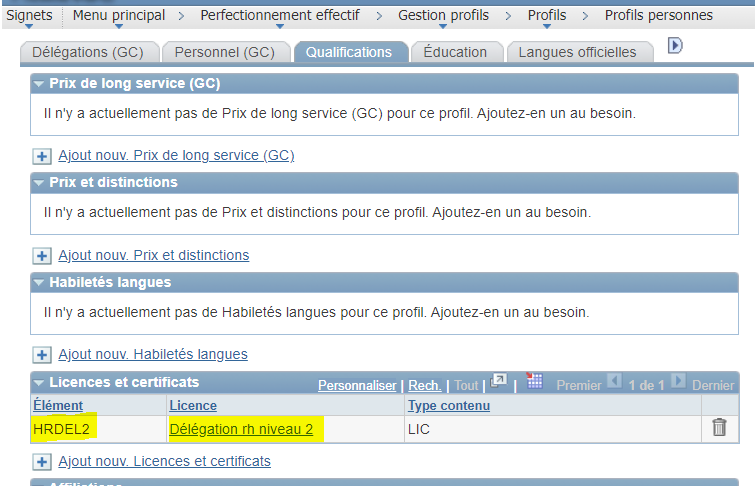 Signets Menu principal > Perfectionnement effectif > Gestion profils > Profils > Profils personnes
Délégations (GC) Personnel (GC) Qualifications Éducation Langues officielles
Prix de long service (GC)
Il n'y a actuellement pas de Prix de long service (GC) pour ce profil. Ajoutez-en un au besoin.
Ajout nouv. Prix de long service (GC)
Prix et distinctions
Il n'y a actuellement pas de Prix et distinctions pour ce profil. Ajoutez-en un au besoin.
Ajout nouv. Prix et distinctions
Habiletés langues
Il n'y a actuellement pas de Habiletés langues pour ce profil. Ajoutez-en un au besoin.
Ajout nouv. Habiletés langues
Licences et certificats Personnaliser | Rech. | Tout | | Premier 1 de 1 Dernier
Élément Licence Type contenu
HRDEL2 Délégation rh niveau 2 LIC
Ajout nouv. Licences et certificats
Affiliations